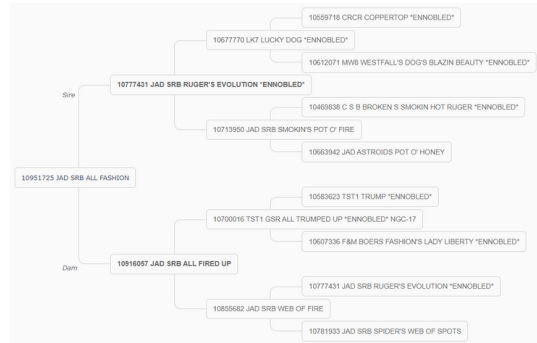 10559718 CRCR COPPERTOP *ENNOBLED*
10677770 LK7 LUCKY DOG *ENNOBLED*
10612071 MW8 WESTFALL'S DOG'S BLAZIN BEAUTY *ENNOBLED*
10777431 JAD SRB RUGER'S EVOLUTION *ENNOBLED*
Sire
10469838 C S B BROKEN S SMOKIN HOT RUGER *ENNOBLED*
10713950 JAD SRB SMOKIN'S POT O' FIRE
10663942 JAD ASTROIDS POT O' HONEY
10951725 JAD SRB ALL FASHION
10583623 TST1 TRUMP *ENNOBLED*
10700016 TST1 GSR ALL TRUMPED UP *ENNOBLED* NGC-17
10607336 F&M BOERS FASHION'S LADY LIBERTY *ENNOBLED*
10916057 JAD SRB ALL FIRED UP
Dam
10777431 JAD SRB RUGER'S EVOLUTION *ENNOBLED*
10855682 JAD SRB WEB OF FIRE
10781933 JAD SRB SPIDER'S WEB OF SPOTS